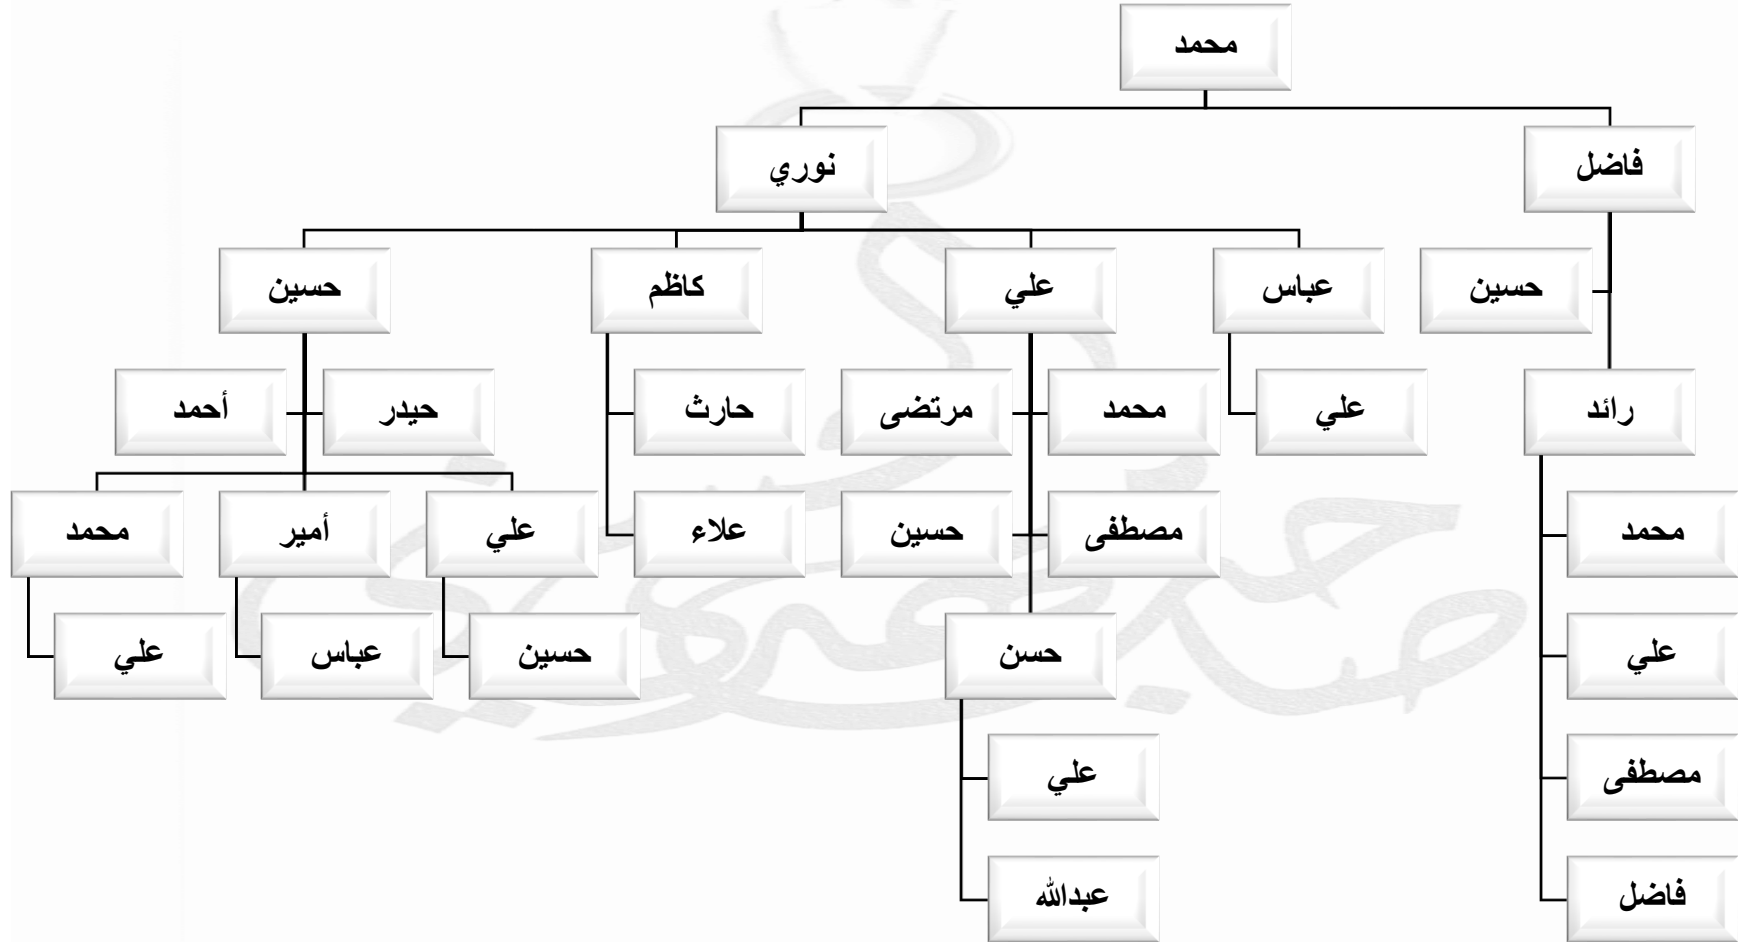 محمد
فاضل
نوري
حسين
عباس
علي
كاظم
حسين
رائد
علي
محمد
مرتضى
حارث
حيدر
أحمد
محمد
مصطفى
حسين
علاء
علي
أمير
محمد
علي
حسن
حسين
عباس
علي
مصطفى
علي
فاضل
عبدالله